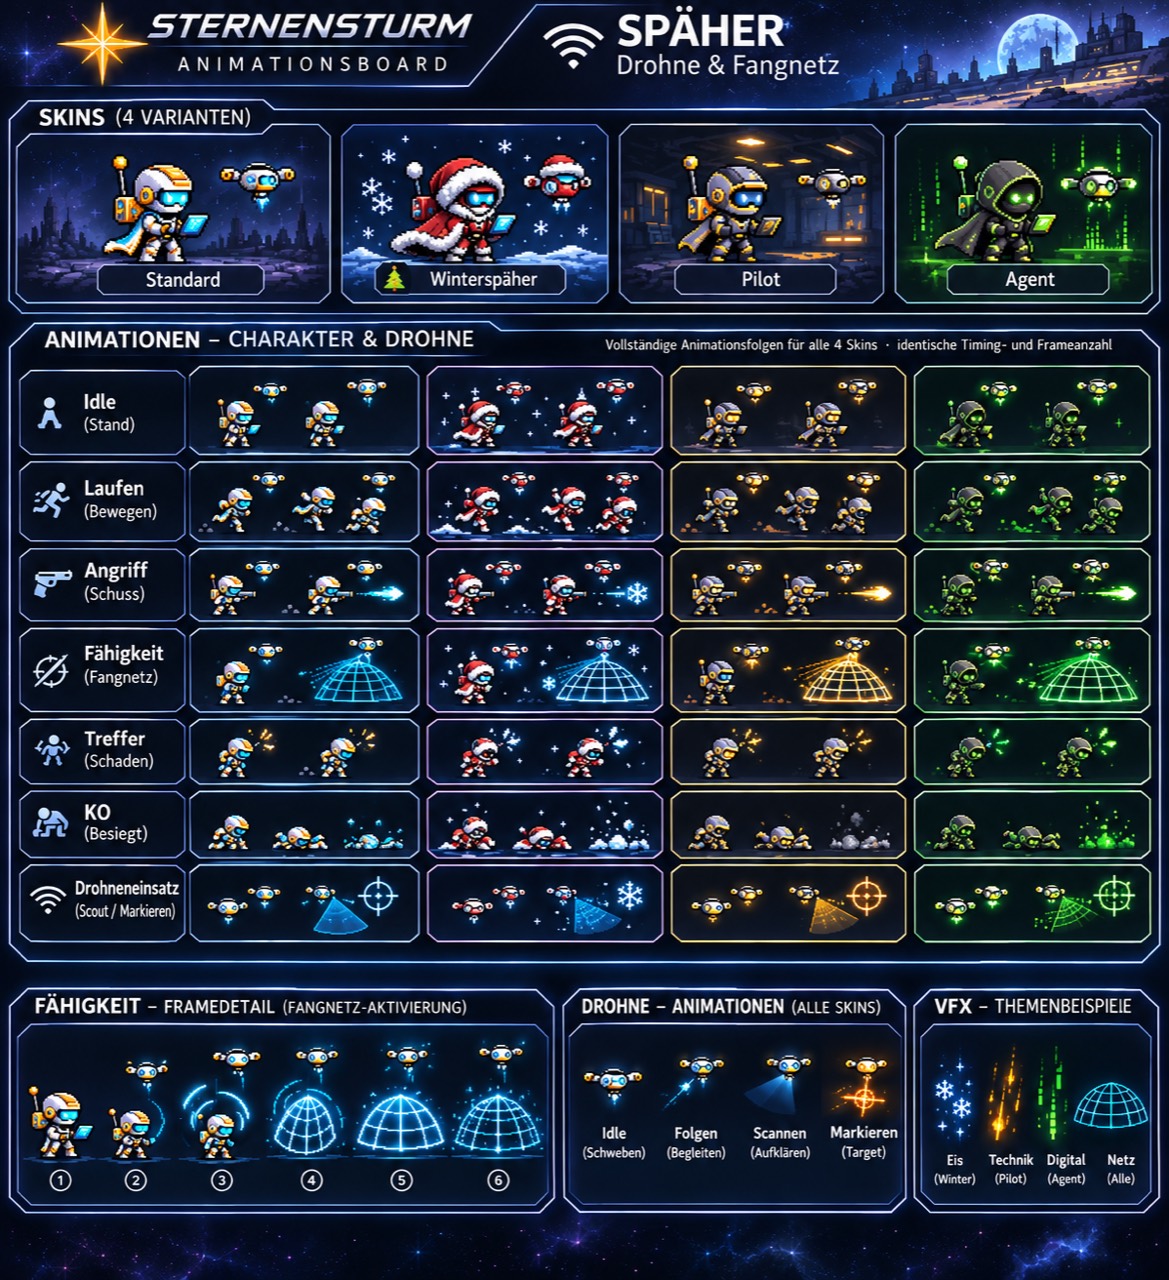 STERNENSTURM
ANIMATIONSBOARD
SPÄHER
Drohne & Fangnetz
SKINS (4 VARIANTEN)
Standard
Winterspäher
Pilot
Agent
ANIMATIONEN – CHARAKTER & DROHNE
Vollständige Animationsfolgen für alle 4 Skins · identische Timing- und Frameanzahl
Idle
(Stand)
Laufen
(Bewegen)
Angriff
(Schuss)
Fähigkeit
(Fangnetz)
Treffer
(Schaden)
KO
(Besiegt)
Drohneneinsatz
(Scout / Markieren)
FÄHIGKEIT – FRAMEDETAIL (FANGNETZ-AKTIVIERUNG)
1 2 3 4 5 6
DROHNE – ANIMATIONEN (ALLE SKINS)
Idle
(Schweben)
Folgen
(Begleiten)
Scannen
(Aufklären)
Markieren
(Target)
VFX – THEMENBEISPIELE
Eis
(Winter)
Technik
(Pilot)
Digital
(Agent)
Netz
(Alle)